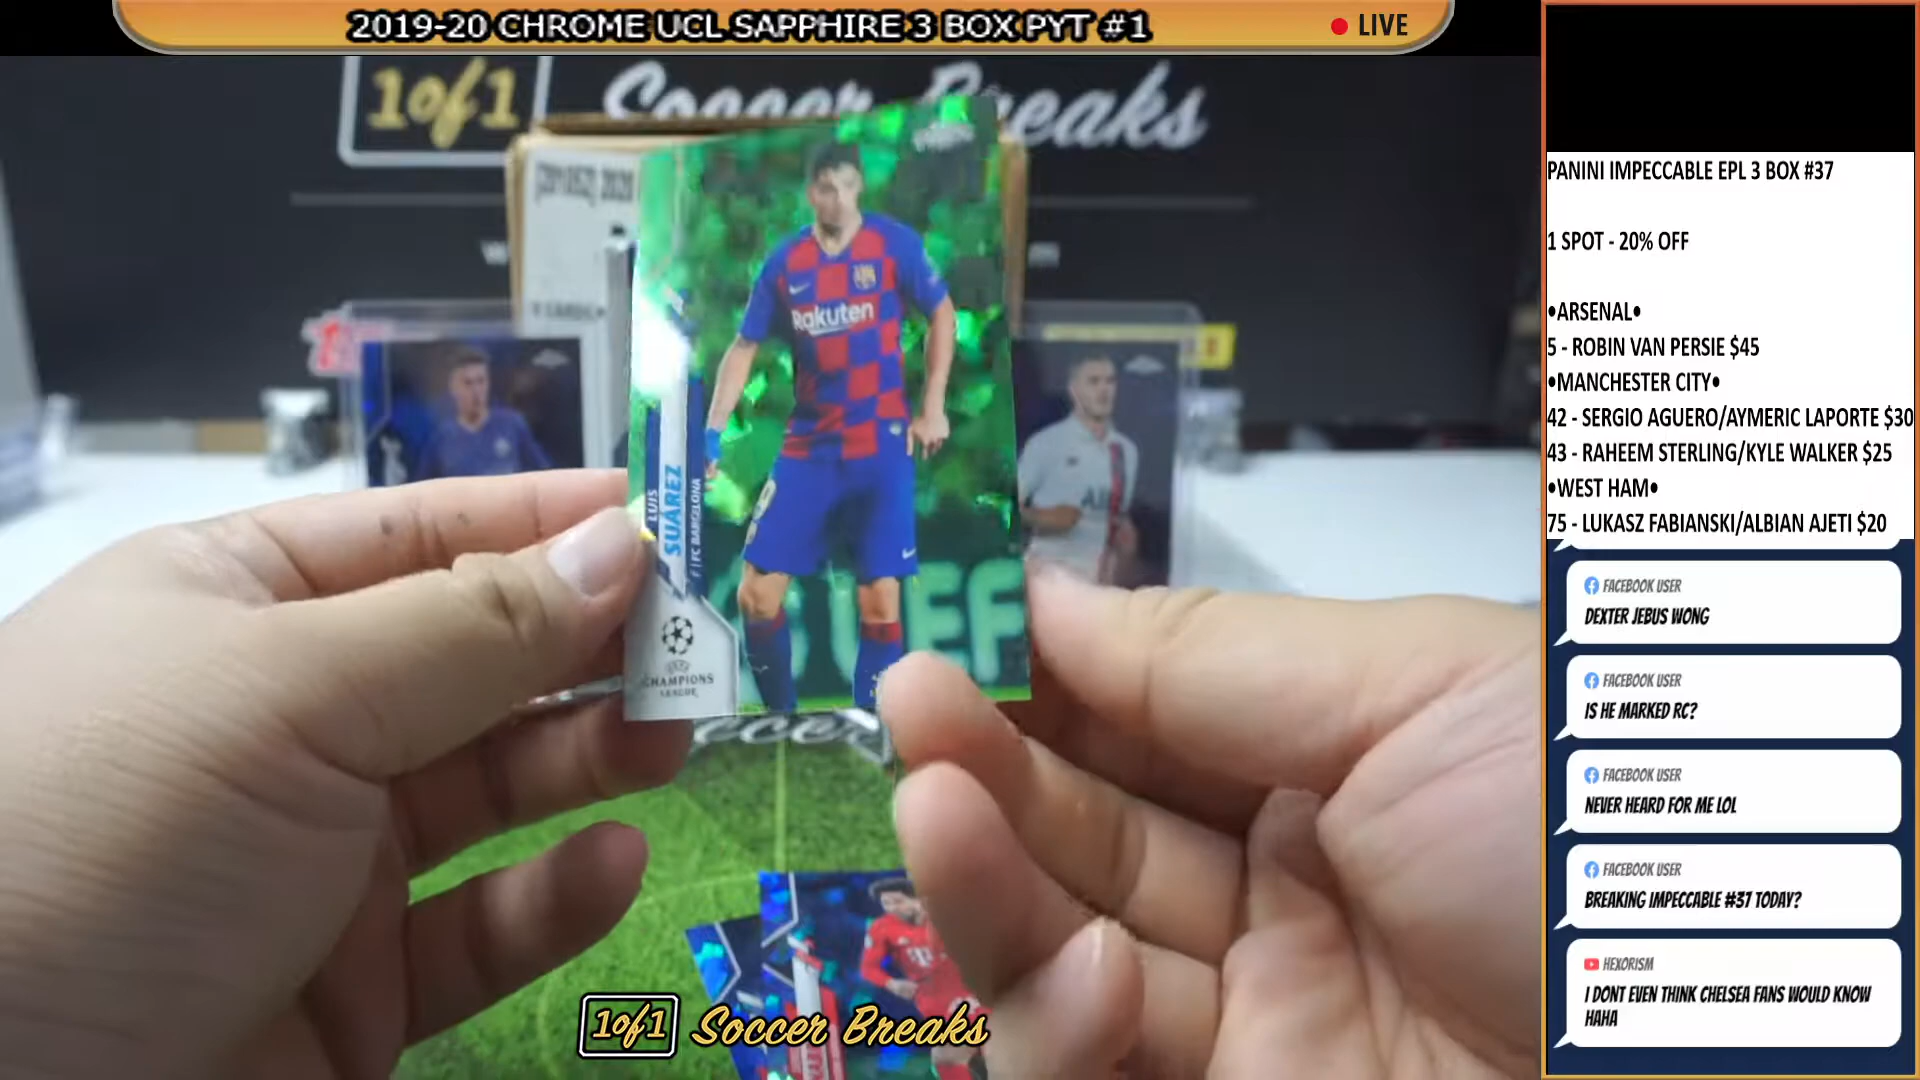 2019-20 CHROME UCL SAPPHIRE 3 BOX PYT #1
LIVE
1of1
Soccer Breaks
Rakuten
LUIS
SUÁREZ
F | FC BARCELONA
UEFA
CHAMPIONS
LEAGUE
1of1 Soccer Breaks
PANINI IMPECCABLE EPL 3 BOX #37
1 SPOT - 20% OFF
•ARSENAL•
5 - ROBIN VAN PERSIE $45
•MANCHESTER CITY•
42 - SERGIO AGUERO/AYMERIC LAPORTE $30
43 - RAHEEM STERLING/KYLE WALKER $25
•WEST HAM•
75 - LUKASZ FABIANSKI/ALBIAN AJETI $20
FACEBOOK USER
DEXTER JEBUS WONG
FACEBOOK USER
IS HE MARKED RC?
FACEBOOK USER
NEVER HEARD FOR ME LOL
FACEBOOK USER
BREAKING IMPECCABLE #37 TODAY?
HEXORISM
I DONT EVEN THINK CHELSEA FANS WOULD KNOW
HAHA